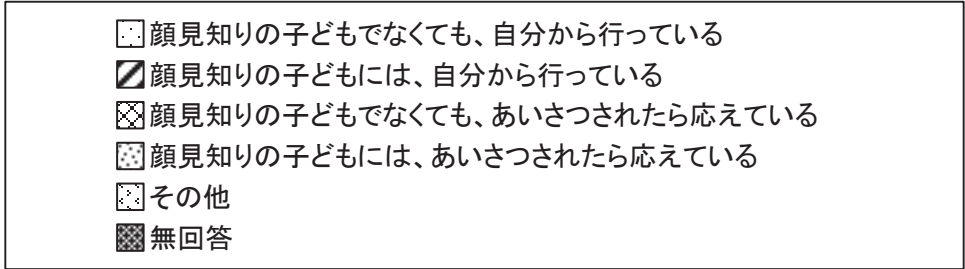 顔見知りの子どもでなくても、自分から行っている
顔見知りの子どもには、自分から行っている
顔見知りの子どもでなくても、あいさつされたら応えている
顔見知りの子どもには、あいさつされたら応えている
その他
無回答